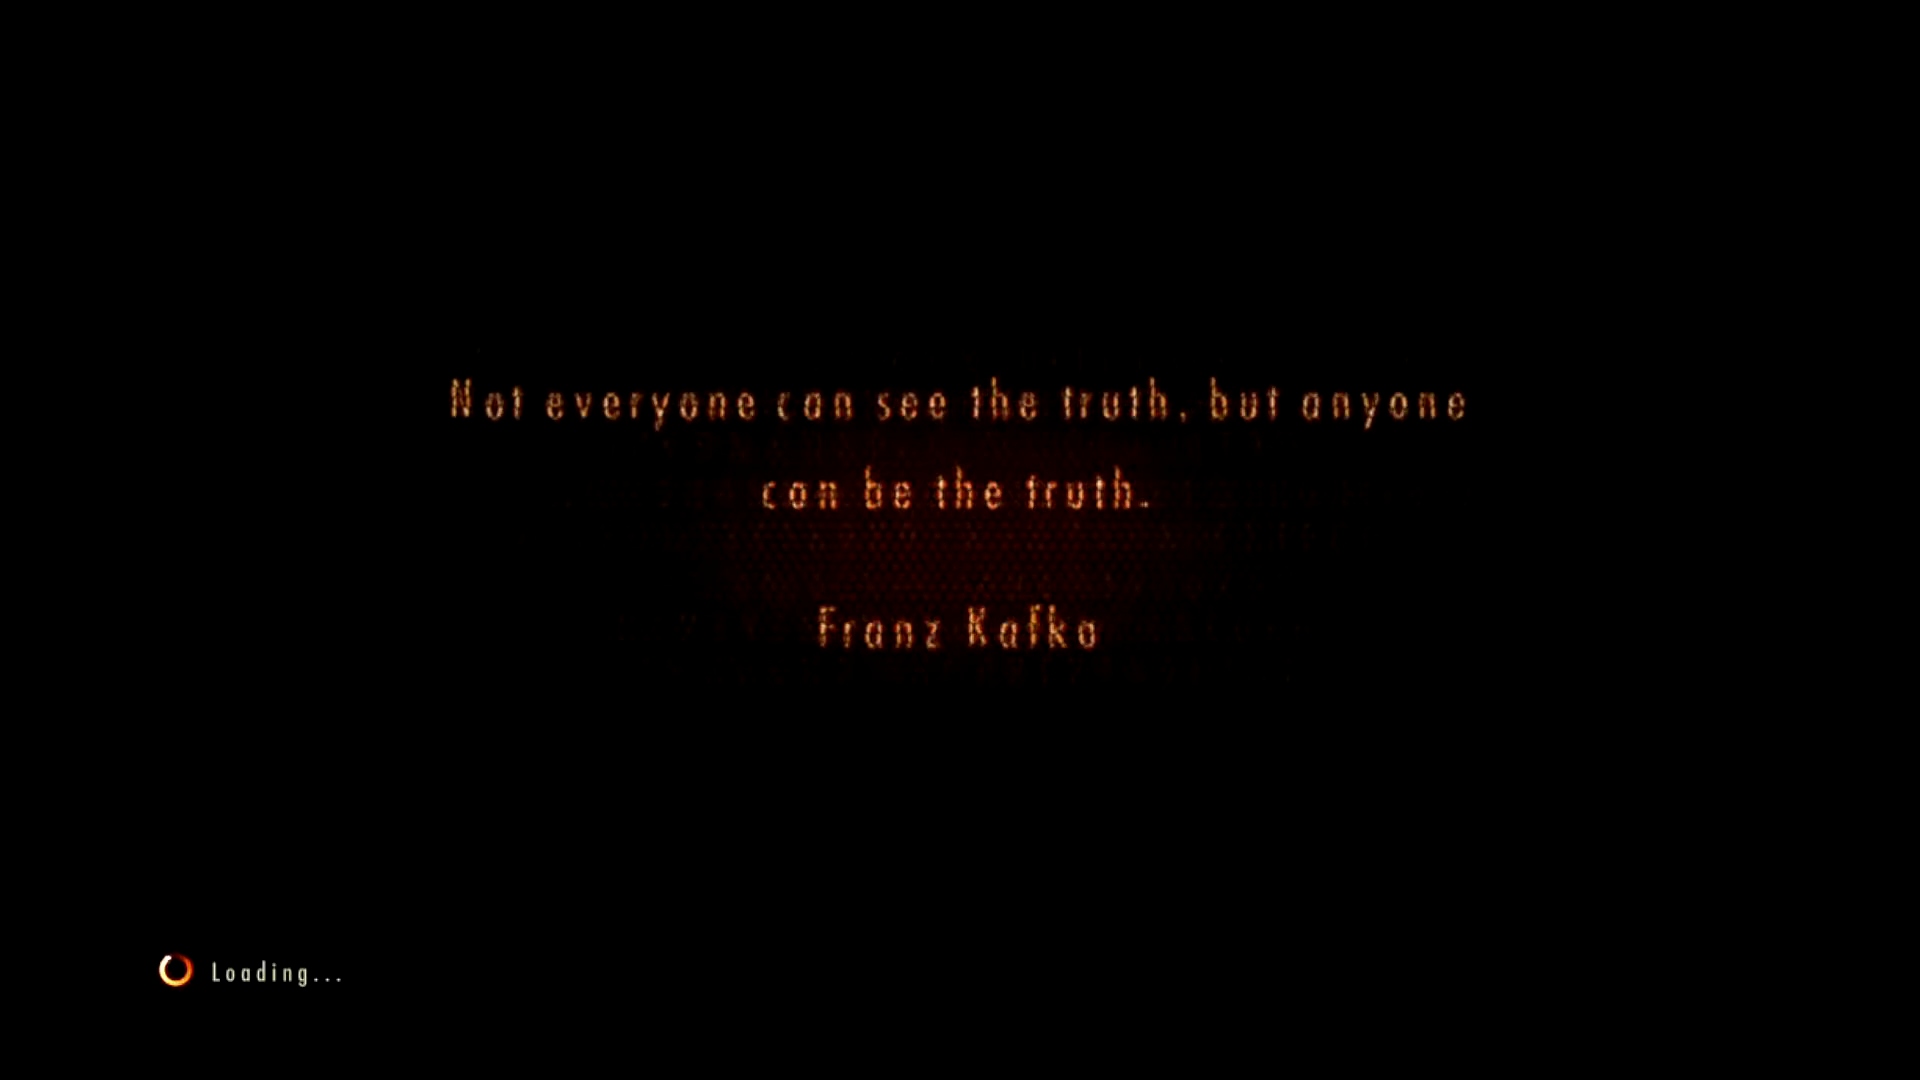 Not everyone can see the truth, but anyone
can be the truth.
Franz Kafka
Loading...